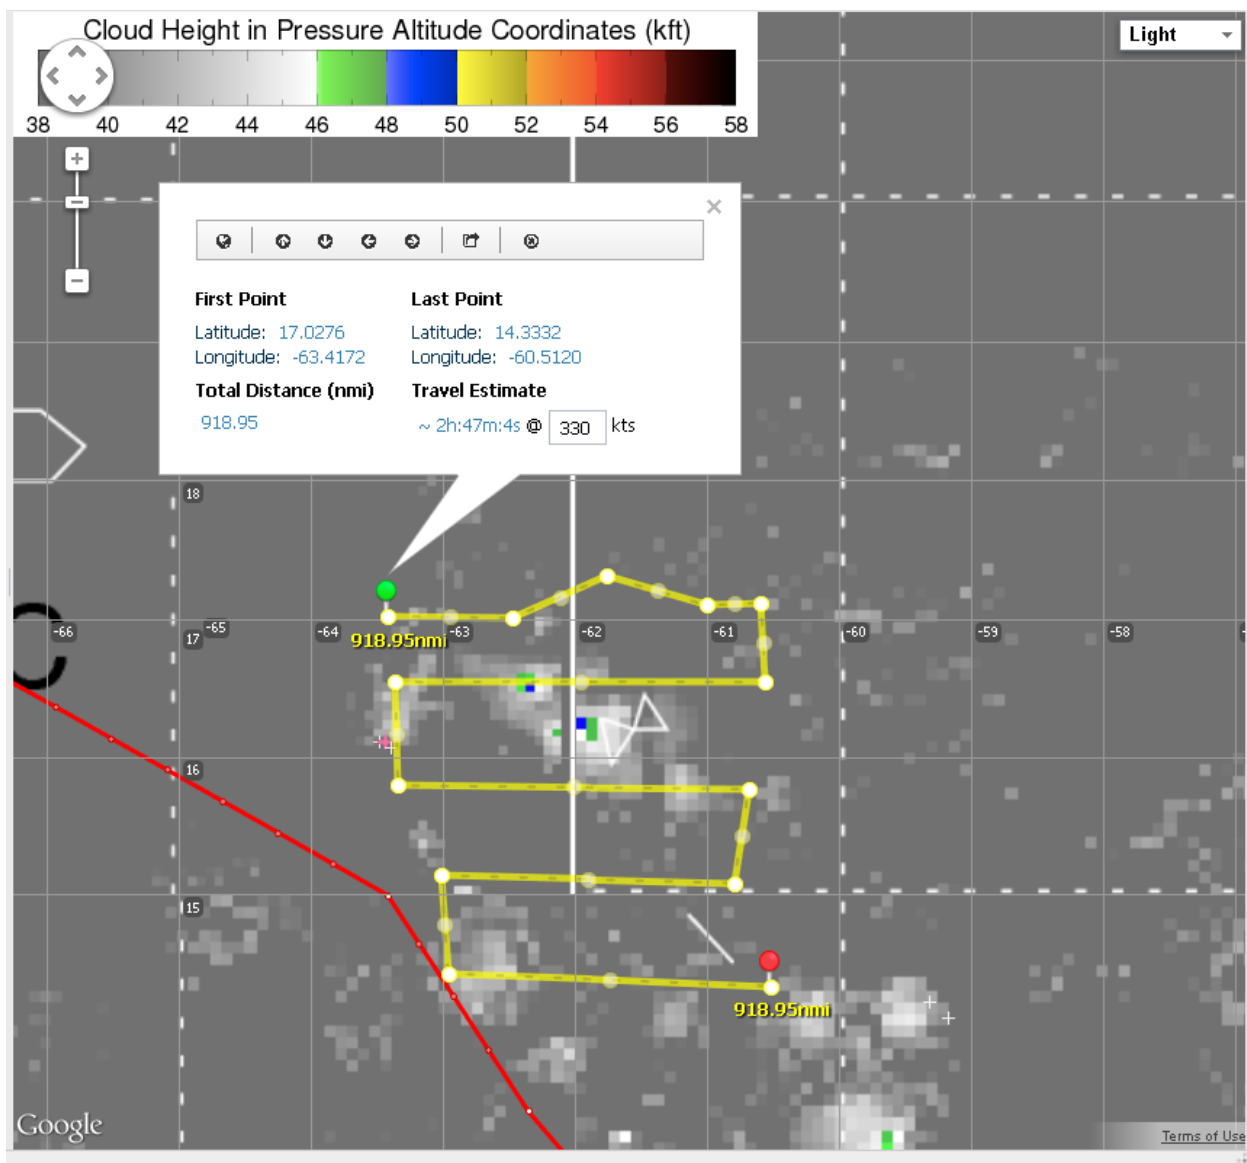 Cloud Height in Pressure Altitude Coordinates (kft)
38 40 42 44 46 48 50 52 54 56 58
Light
First Point Last Point
Latitude: 17.0276 Latitude: 14.3332
Longitude: -63.4172 Longitude: -60.5120
Total Distance (nmi) Travel Estimate
918.95 ~ 2h:47m:4s @ 330 kts
18
-66 17 -65 -64 -63 -62 -61 -60 -59 -58
918.95nmi
16
15
918.95nmi
Google
Terms of Use